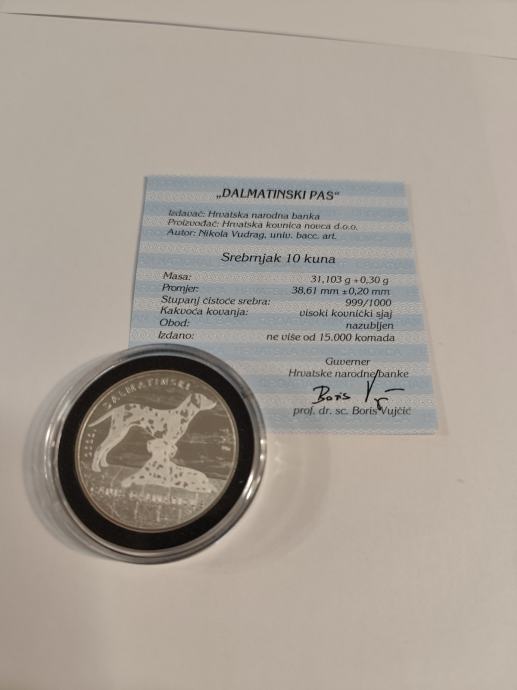 „DALMATINSKI PAS“
Izdavač: Hrvatska narodna banka
Proizvođač: Hrvatska kovnica novca d.o.o.
Autor: Nikola Vudrag, univ. bacc. art.
Srebrnjak 10 kuna
Masa: 31,103 g +0,30 g
Promjer: 38,61 mm ±0,20 mm
Stupanj čistoće srebra: 999/1000
Kakvoća kovanja: visoki kovnički sjaj
Obod: nazubljen
Izdano: ne više od 15.000 komada
Guverner
Hrvatske narodne banke
Boris
prof. dr. sc. Boris Vujčić
DALMATINSKI